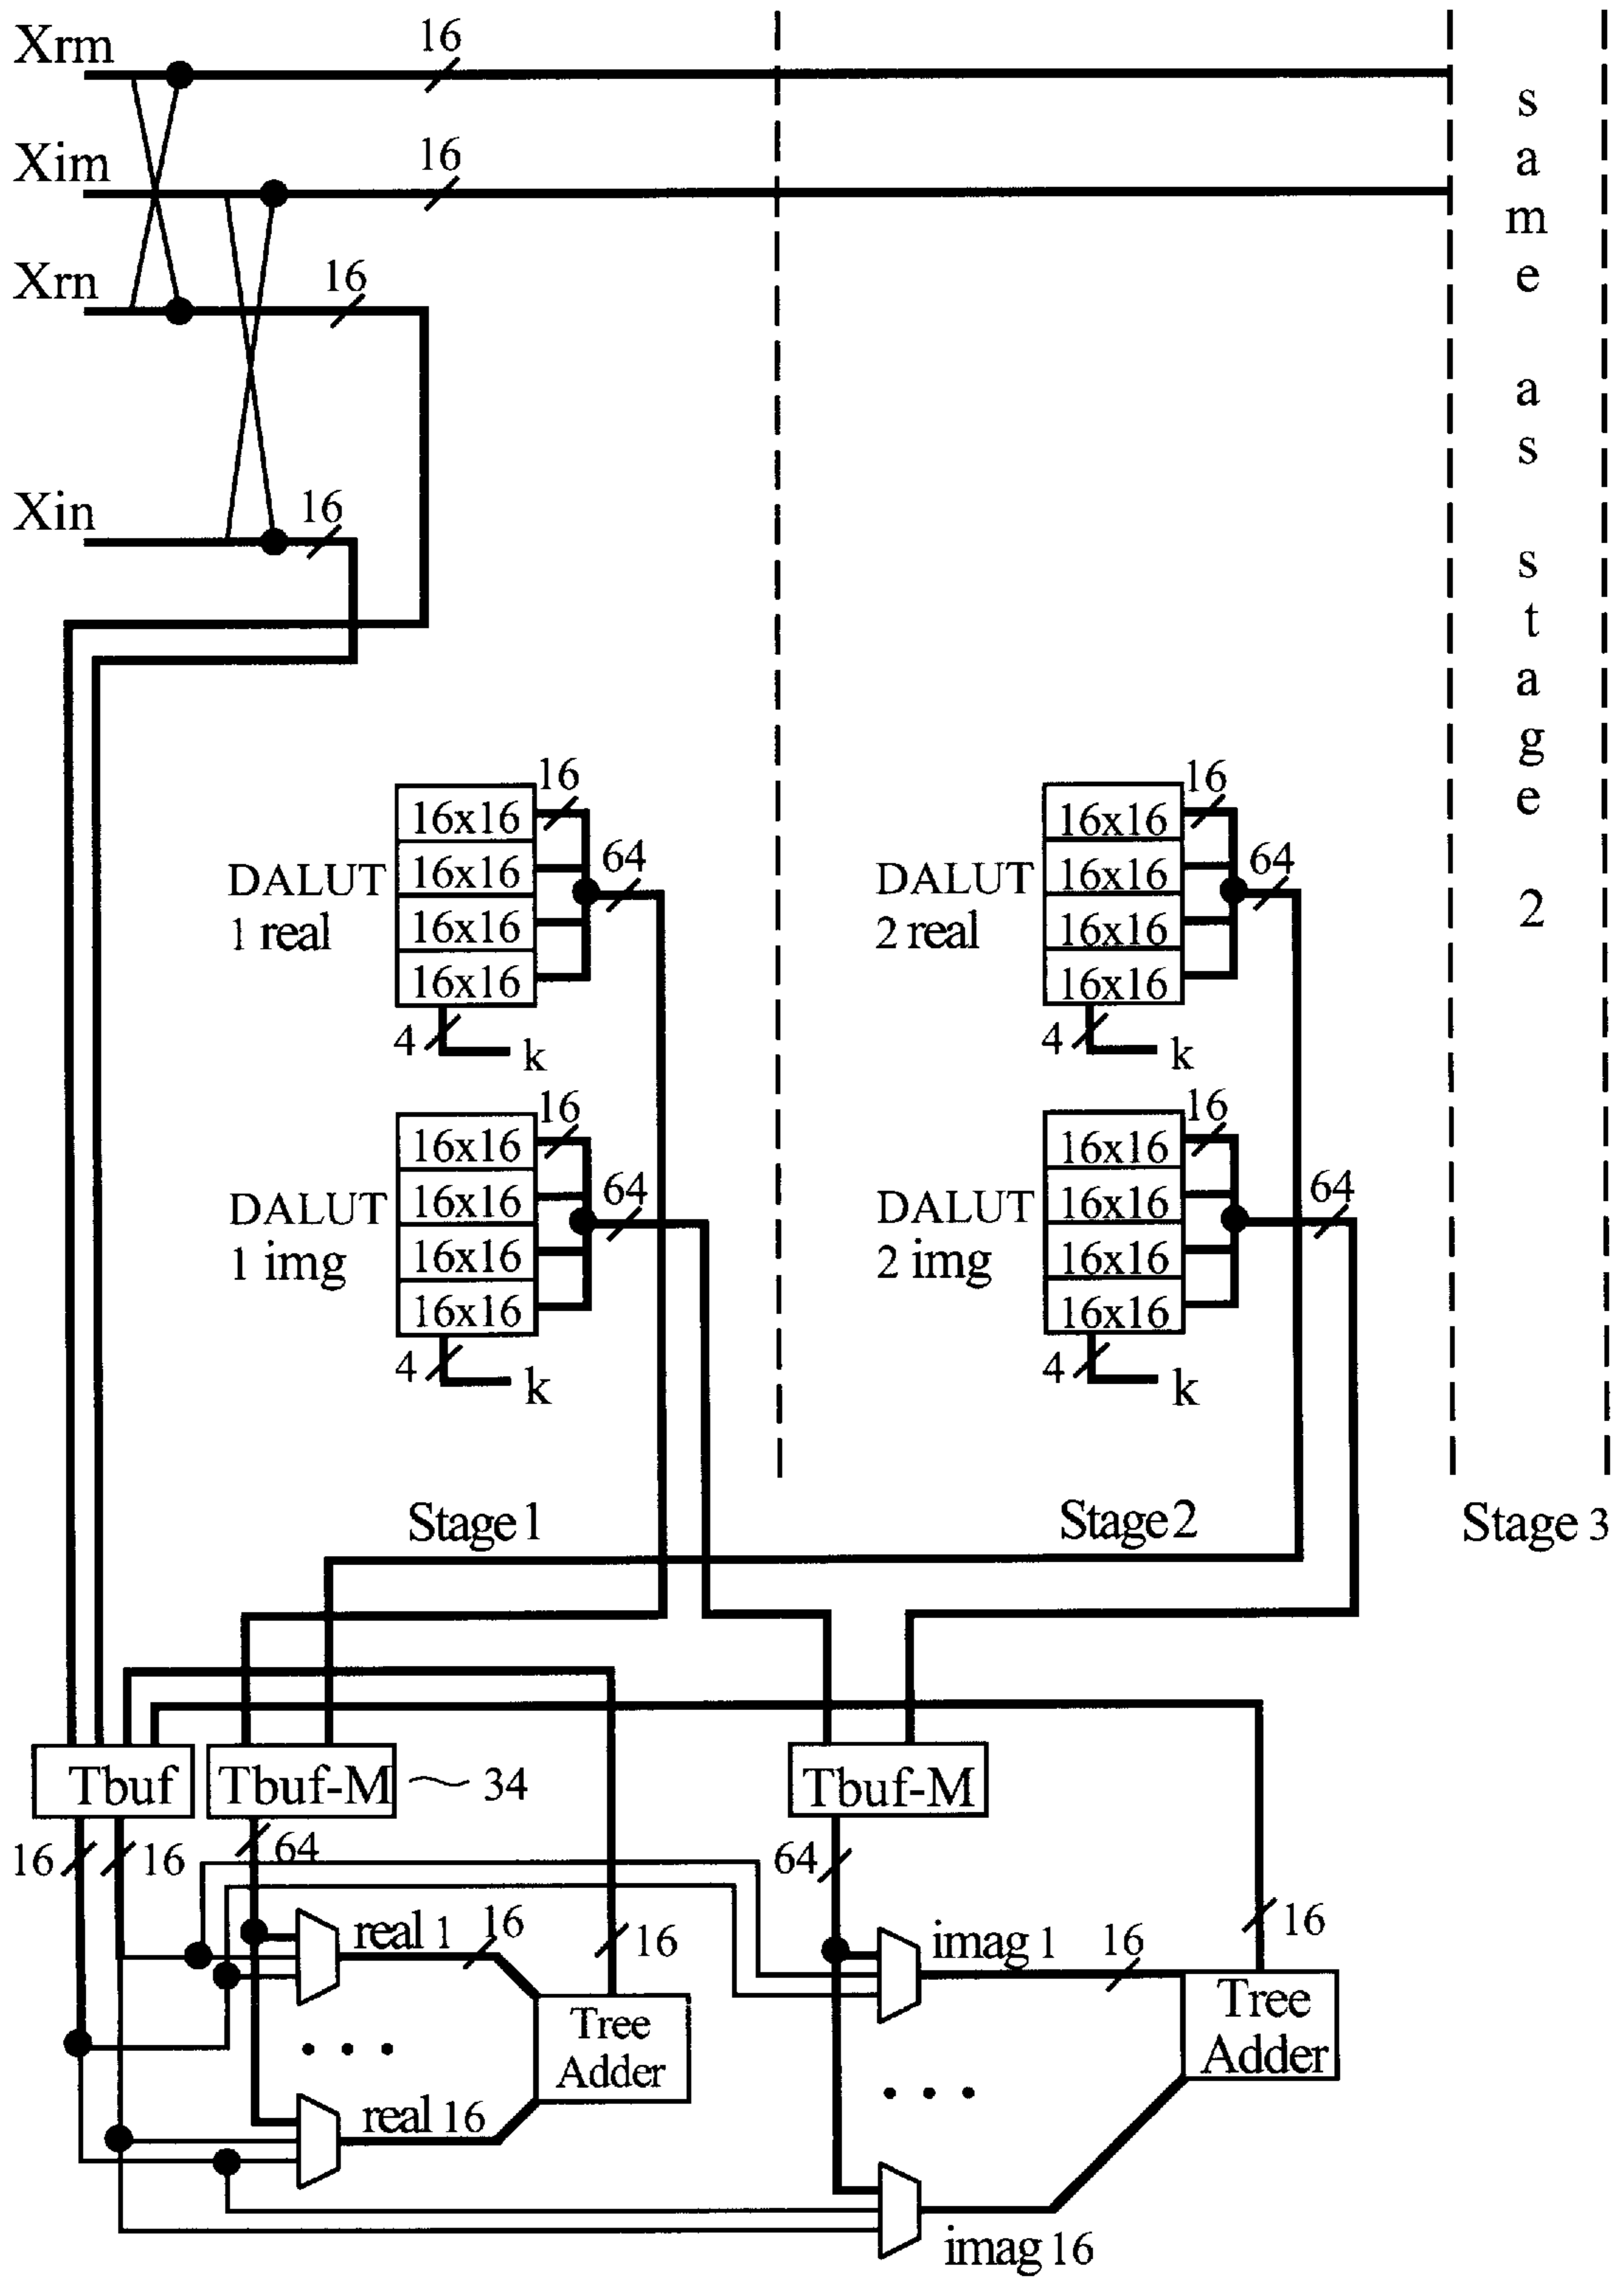 Xrm
16
Xim
16
Xrn
16
Xin
16
same as stage 2
DALUT
1 real
16x16
16x16
16x16
16x16
16
64
4
k
DALUT
2 real
16x16
16x16
16x16
16x16
16
64
4
k
DALUT
1 img
16x16
16x16
16x16
16x16
16
64
4
k
DALUT
2 img
16x16
16x16
16x16
16x16
16
64
4
k
Stage 1
Stage 2
Stage 3
Tbuf
Tbuf-M
34
Tbuf-M
16
16
64
64
real 1
16
16
imag 1
16
16
Tree
Adder
Tree
Adder
real 16
imag 16